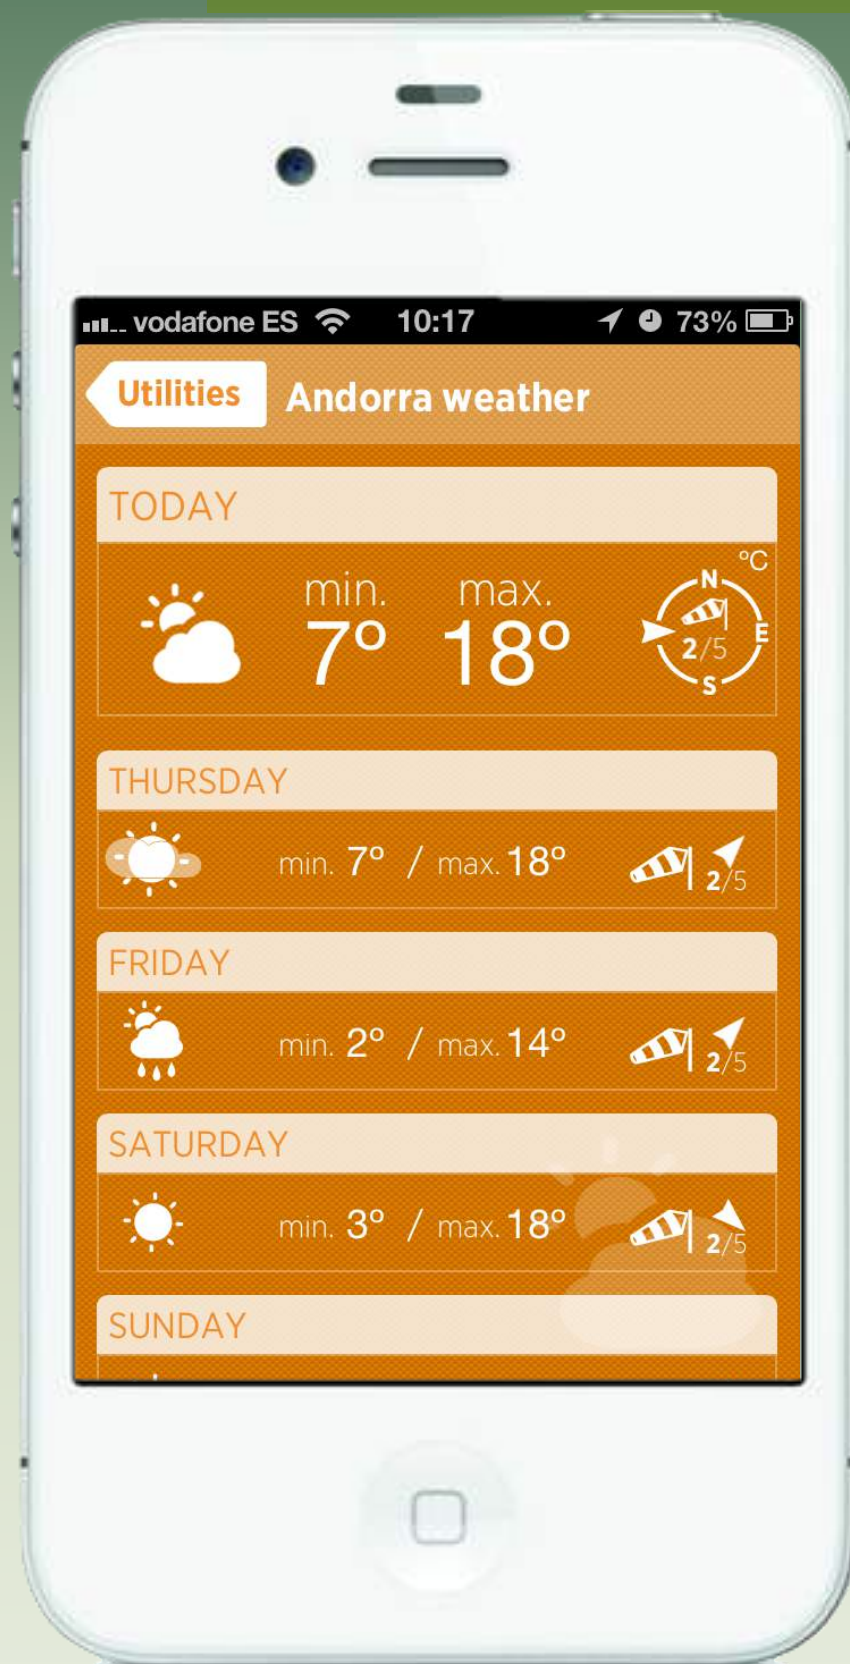 vodafone ES 10:17 73%
Utilities Andorra weather
TODAY
°C
min. max.
7º 18º
N
E
2/5
S
THURSDAY
min. 7º / max. 18º 2/5
FRIDAY
min. 2º / max. 14º 2/5
SATURDAY
min. 3º / max. 18º 2/5
SUNDAY